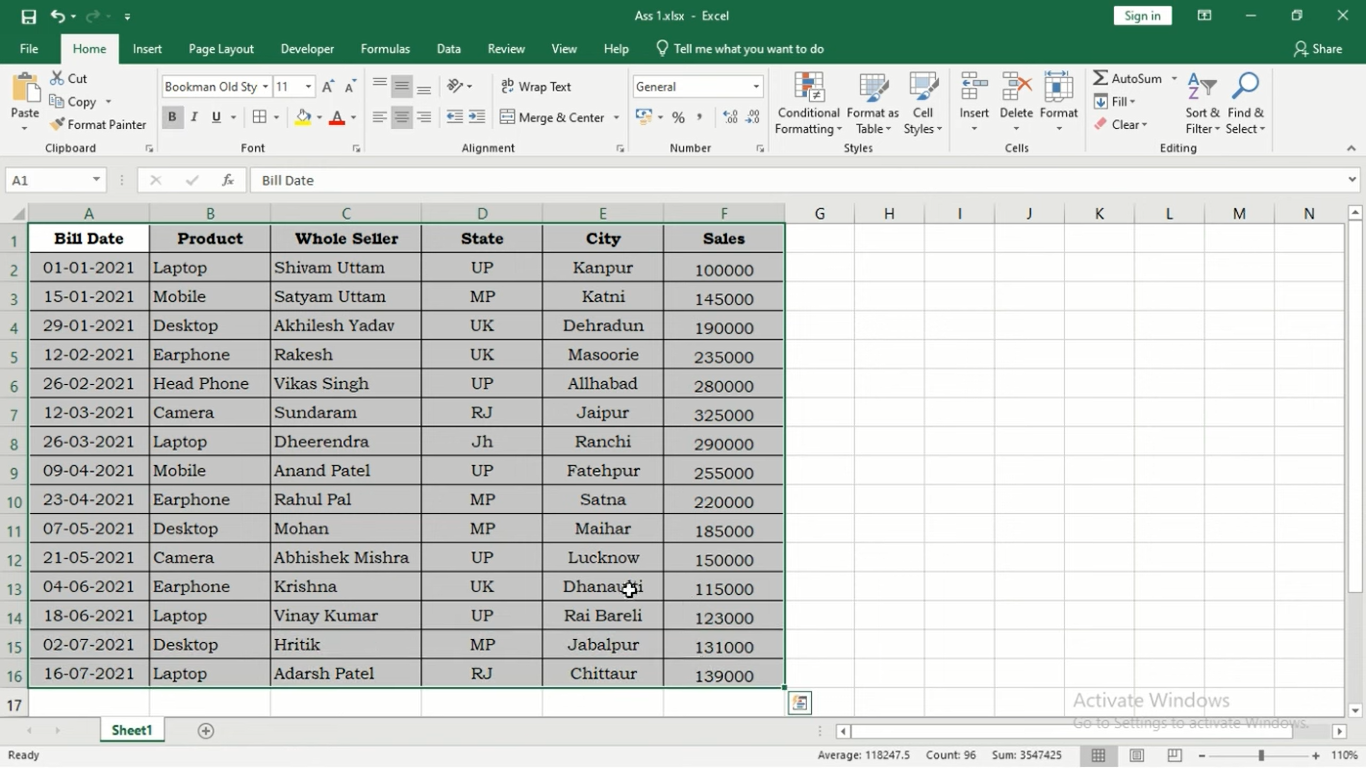 Ass 1.xlsx - Excel
Sign in
File Home Insert Page Layout Developer Formulas Data Review View Help Tell me what you want to do Share
Paste
Cut
Copy
Format Painter
Clipboard
Bookman Old Sty 11
B I U
Font
Wrap Text
Merge & Center
Alignment
General
%
Number
Conditional Formatting
Format as Table
Cell Styles
Styles
Insert
Delete
Format
Cells
AutoSum
Fill
Clear
Sort & Filter
Find & Select
Editing
A1 fx Bill Date
A B C D E F G H I J K L M N
1 Bill Date Product Whole Seller State City Sales
2 01-01-2021 Laptop Shivam Uttam UP Kanpur 100000
3 15-01-2021 Mobile Satyam Uttam MP Katni 145000
4 29-01-2021 Desktop Akhilesh Yadav UK Dehradun 190000
5 12-02-2021 Earphone Rakesh UK Masoorie 235000
6 26-02-2021 Head Phone Vikas Singh UP Allhabad 280000
7 12-03-2021 Camera Sundaram RJ Jaipur 325000
8 26-03-2021 Laptop Dheerendra Jh Ranchi 290000
9 09-04-2021 Mobile Anand Patel UP Fatehpur 255000
10 23-04-2021 Earphone Rahul Pal MP Satna 220000
11 07-05-2021 Desktop Mohan MP Maihar 185000
12 21-05-2021 Camera Abhishek Mishra UP Lucknow 150000
13 04-06-2021 Earphone Krishna UK 115000
14 18-06-2021 Laptop Vinay Kumar UP Rai Bareli 123000
15 02-07-2021 Desktop Hritik MP Jabalpur 131000
16 16-07-2021 Laptop Adarsh Patel RJ Chittaur 139000
17
Activate Windows
Go to Settings to activate Windows.
Sheet1
Ready Average: 118247.5 Count: 96 Sum: 3547425 110%